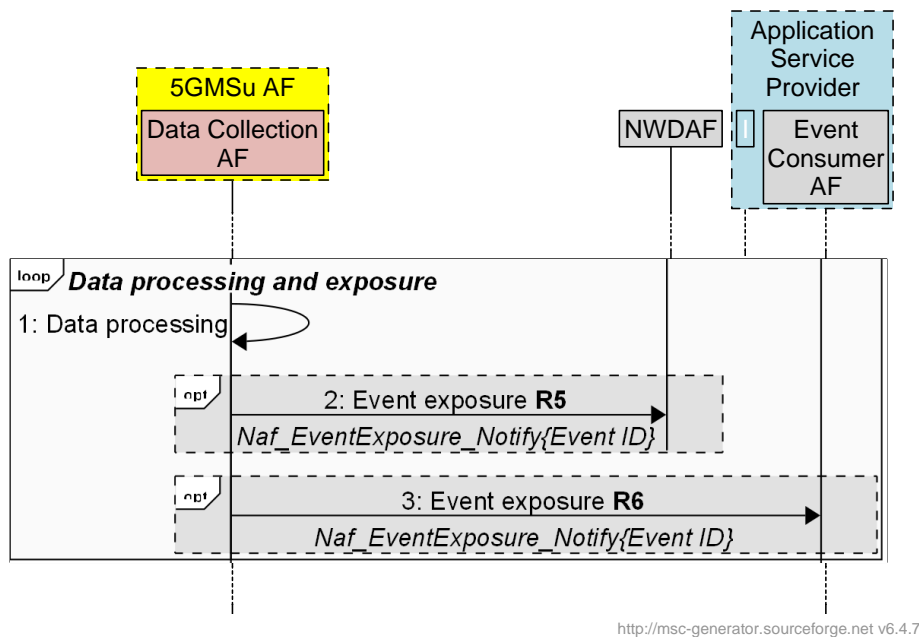 Application
Service
Provider
5GMSu AF
Data Collection
AF
NWDAF
I
Event
Consumer
AF
loop
Data processing and exposure
1: Data processing
opt
2: Event exposure R5
Naf_EventExposure_Notify{Event ID}
opt
3: Event exposure R6
Naf_EventExposure_Notify{Event ID}
http://msc-generator.sourceforge.net v6.4.7